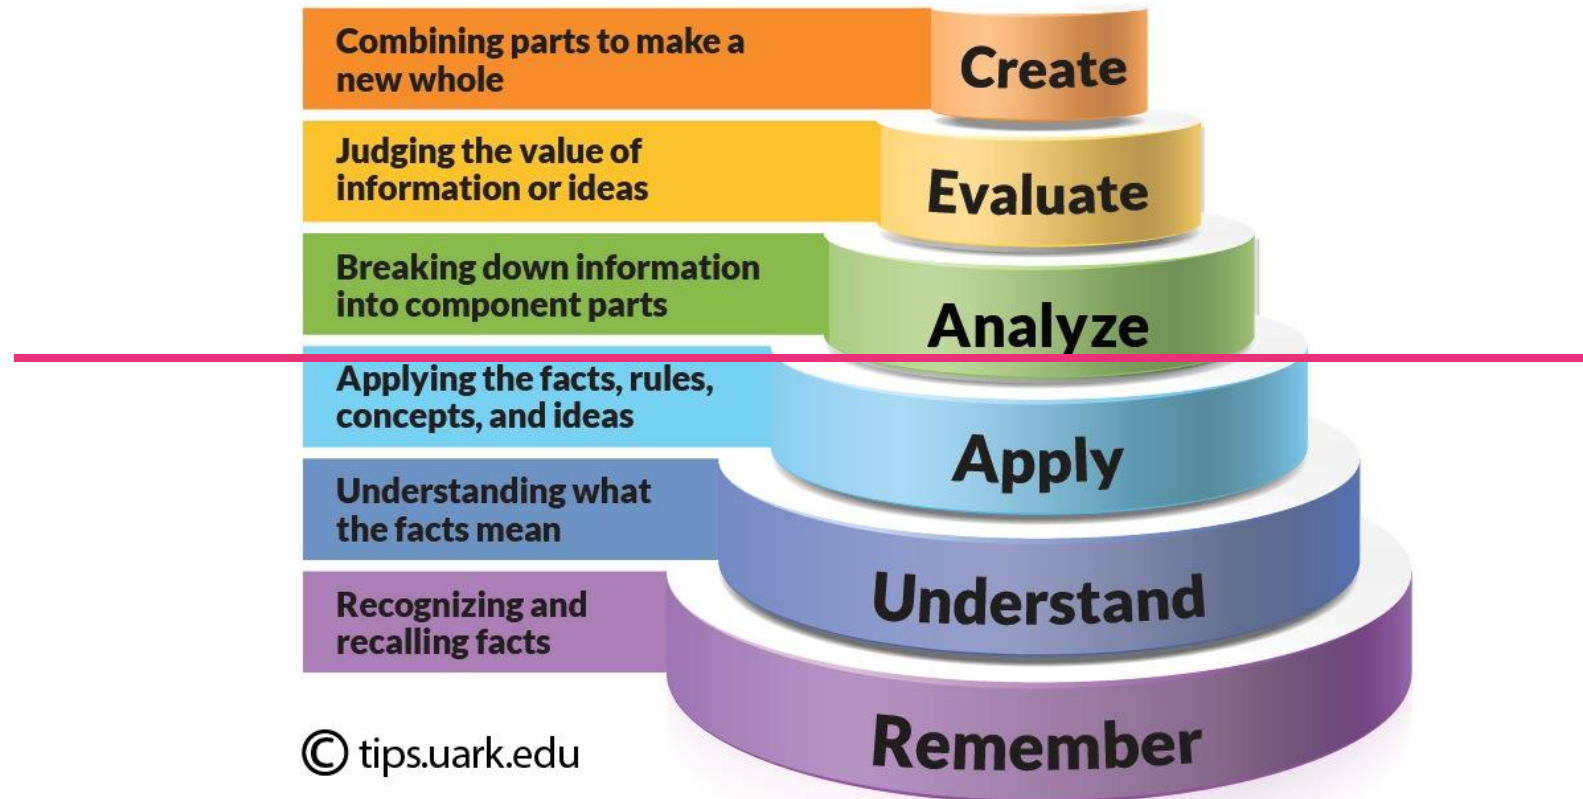 Combining parts to make a
new whole
Create
Judging the value of
information or ideas
Evaluate
Breaking down information
into component parts
Analyze
Applying the facts, rules,
concepts, and ideas
Apply
Understanding what
the facts mean
Understand
Recognizing and
recalling facts
Remember
© tips.uark.edu